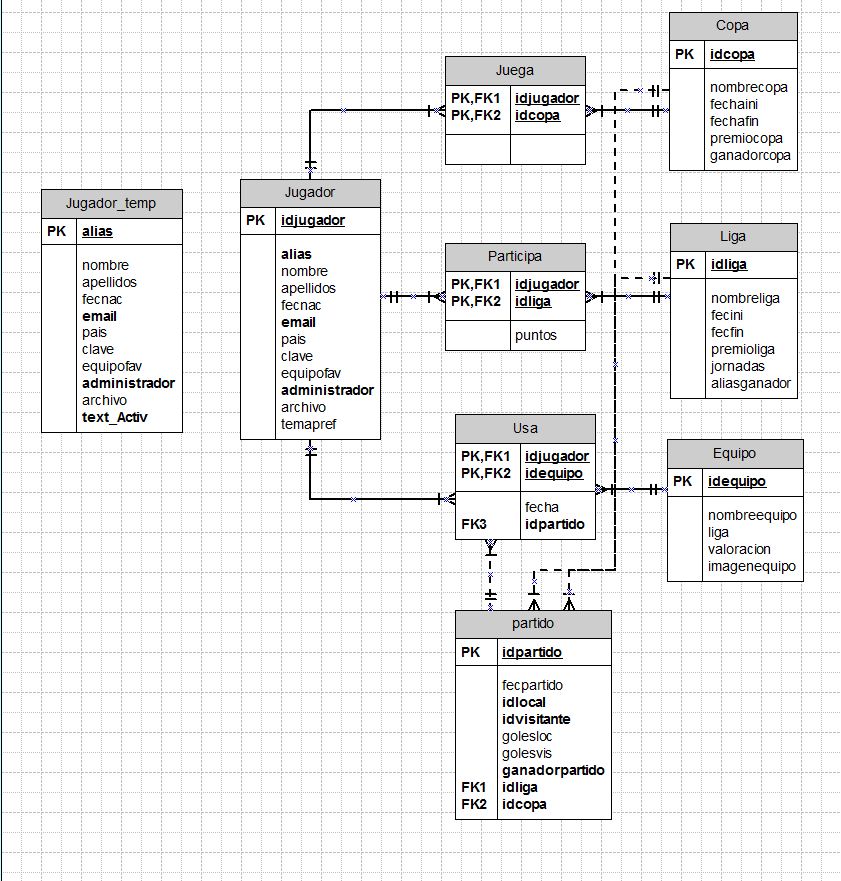 Copa
PK idcopa
nombrecopa
fechaini
fechafin
premiocopa
ganadorcopa
Juega
PK,FK1 idjugador
PK,FK2 idcopa
Jugador_temp
PK alias
nombre
apellidos
fecnac
email
pais
clave
equipofav
administrador
archivo
text_Activ
Jugador
PK idjugador
alias
nombre
apellidos
fecnac
email
pais
clave
equipofav
administrador
archivo
temapref
Participa
PK,FK1 idjugador
PK,FK2 idliga
puntos
Liga
PK idliga
nombreliga
fecini
fecfin
premioliga
jornadas
aliasganador
Usa
PK,FK1 idjugador
PK,FK2 idequipo
fecha
FK3 idpartido
Equipo
PK idequipo
nombreequipo
liga
valoracion
imagenequipo
partido
PK idpartido
fecpartido
idlocal
idvisitante
golesloc
golesvis
ganadorpartido
FK1 idliga
FK2 idcopa